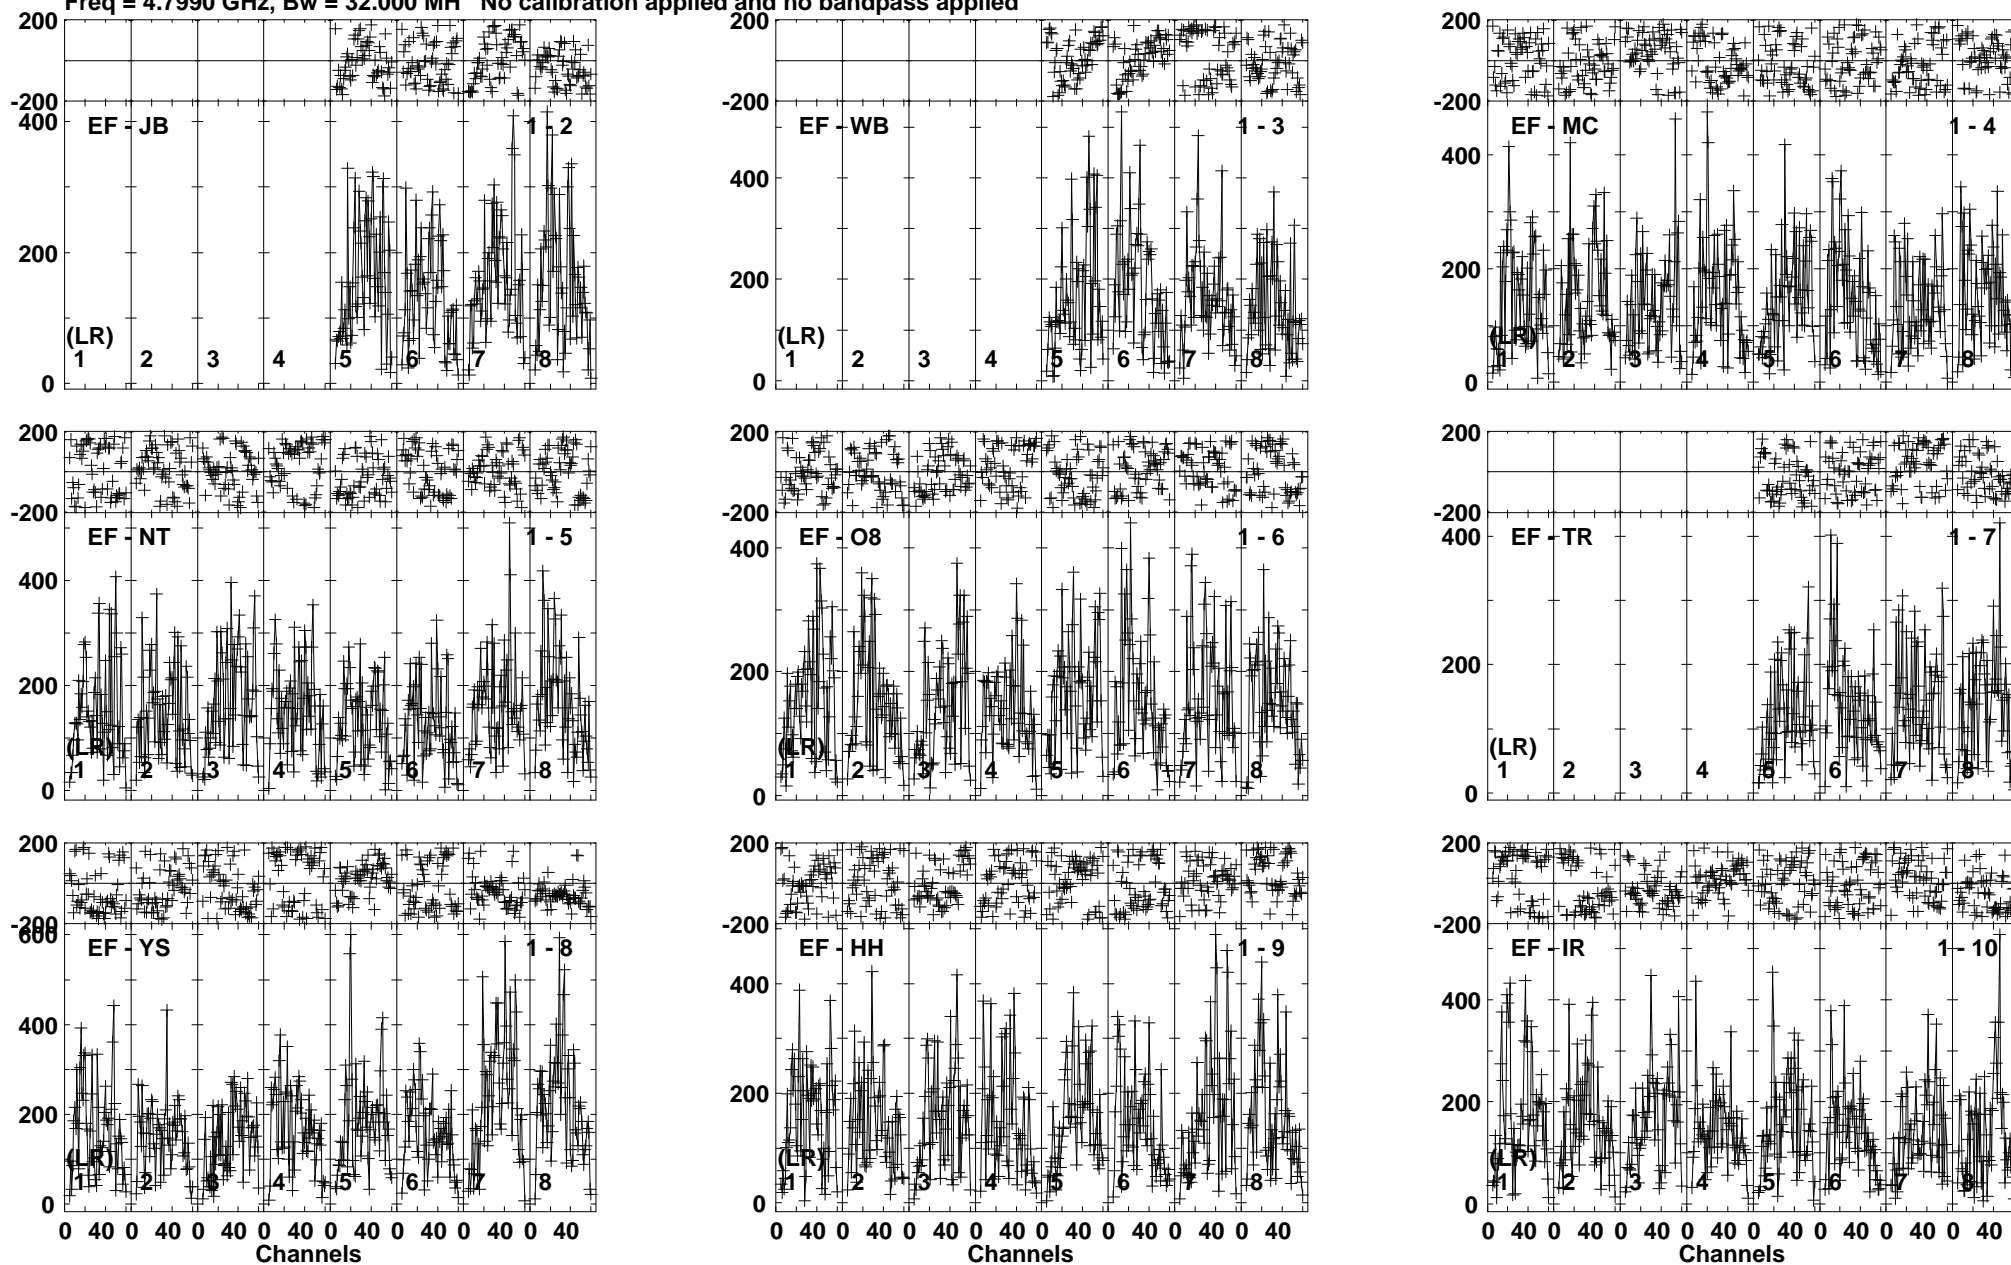 Freq = 4.7990 GHz, Bw = 32.000 MH No calibration applied and no bandpass applied
200 200 200
-200 -200 -200
400 EF - JB 1 - 2 EF - WB 1 - 3 EF - MC 1 - 4
400 400
200 200 200
(LR) (LR) (LR)
1 2 3 4 5 6 7 8 1 2 3 4 5 6 7 8 1 2 3 4 5 6 7 8
0 0 0
200 200 200
-200 -200 -200
EF - NT 1 - 5 EF - O8 1 - 6 EF - TR 1 - 7
400 400 400
200 200 200
(LR) (LR) (LR)
1 2 3 4 5 6 7 8 1 2 3 4 5 6 7 8 1 2 3 4 5 6 7 8
0 0 0
200 200 200
-200 -200 -200
600 EF - YS 1 - 8 EF - HH 1 - 9 EF - IR 1 - 10
400 400 400
200 200 200
(LR) (LR) (LR)
1 2 3 4 5 6 7 8 1 2 3 4 5 6 7 8 1 2 3 4 5 6 7 8
0 0 0
0 40 0 40 0 40 0 40 0 40 0 40 0 40 0 40 0 40 0 40 0 40 0 40 0 40 0 40 0 40 0 40 0 40 0 40 0 40 0 40 0 40 0 40 0 40 0 40
Channels Channels Channels